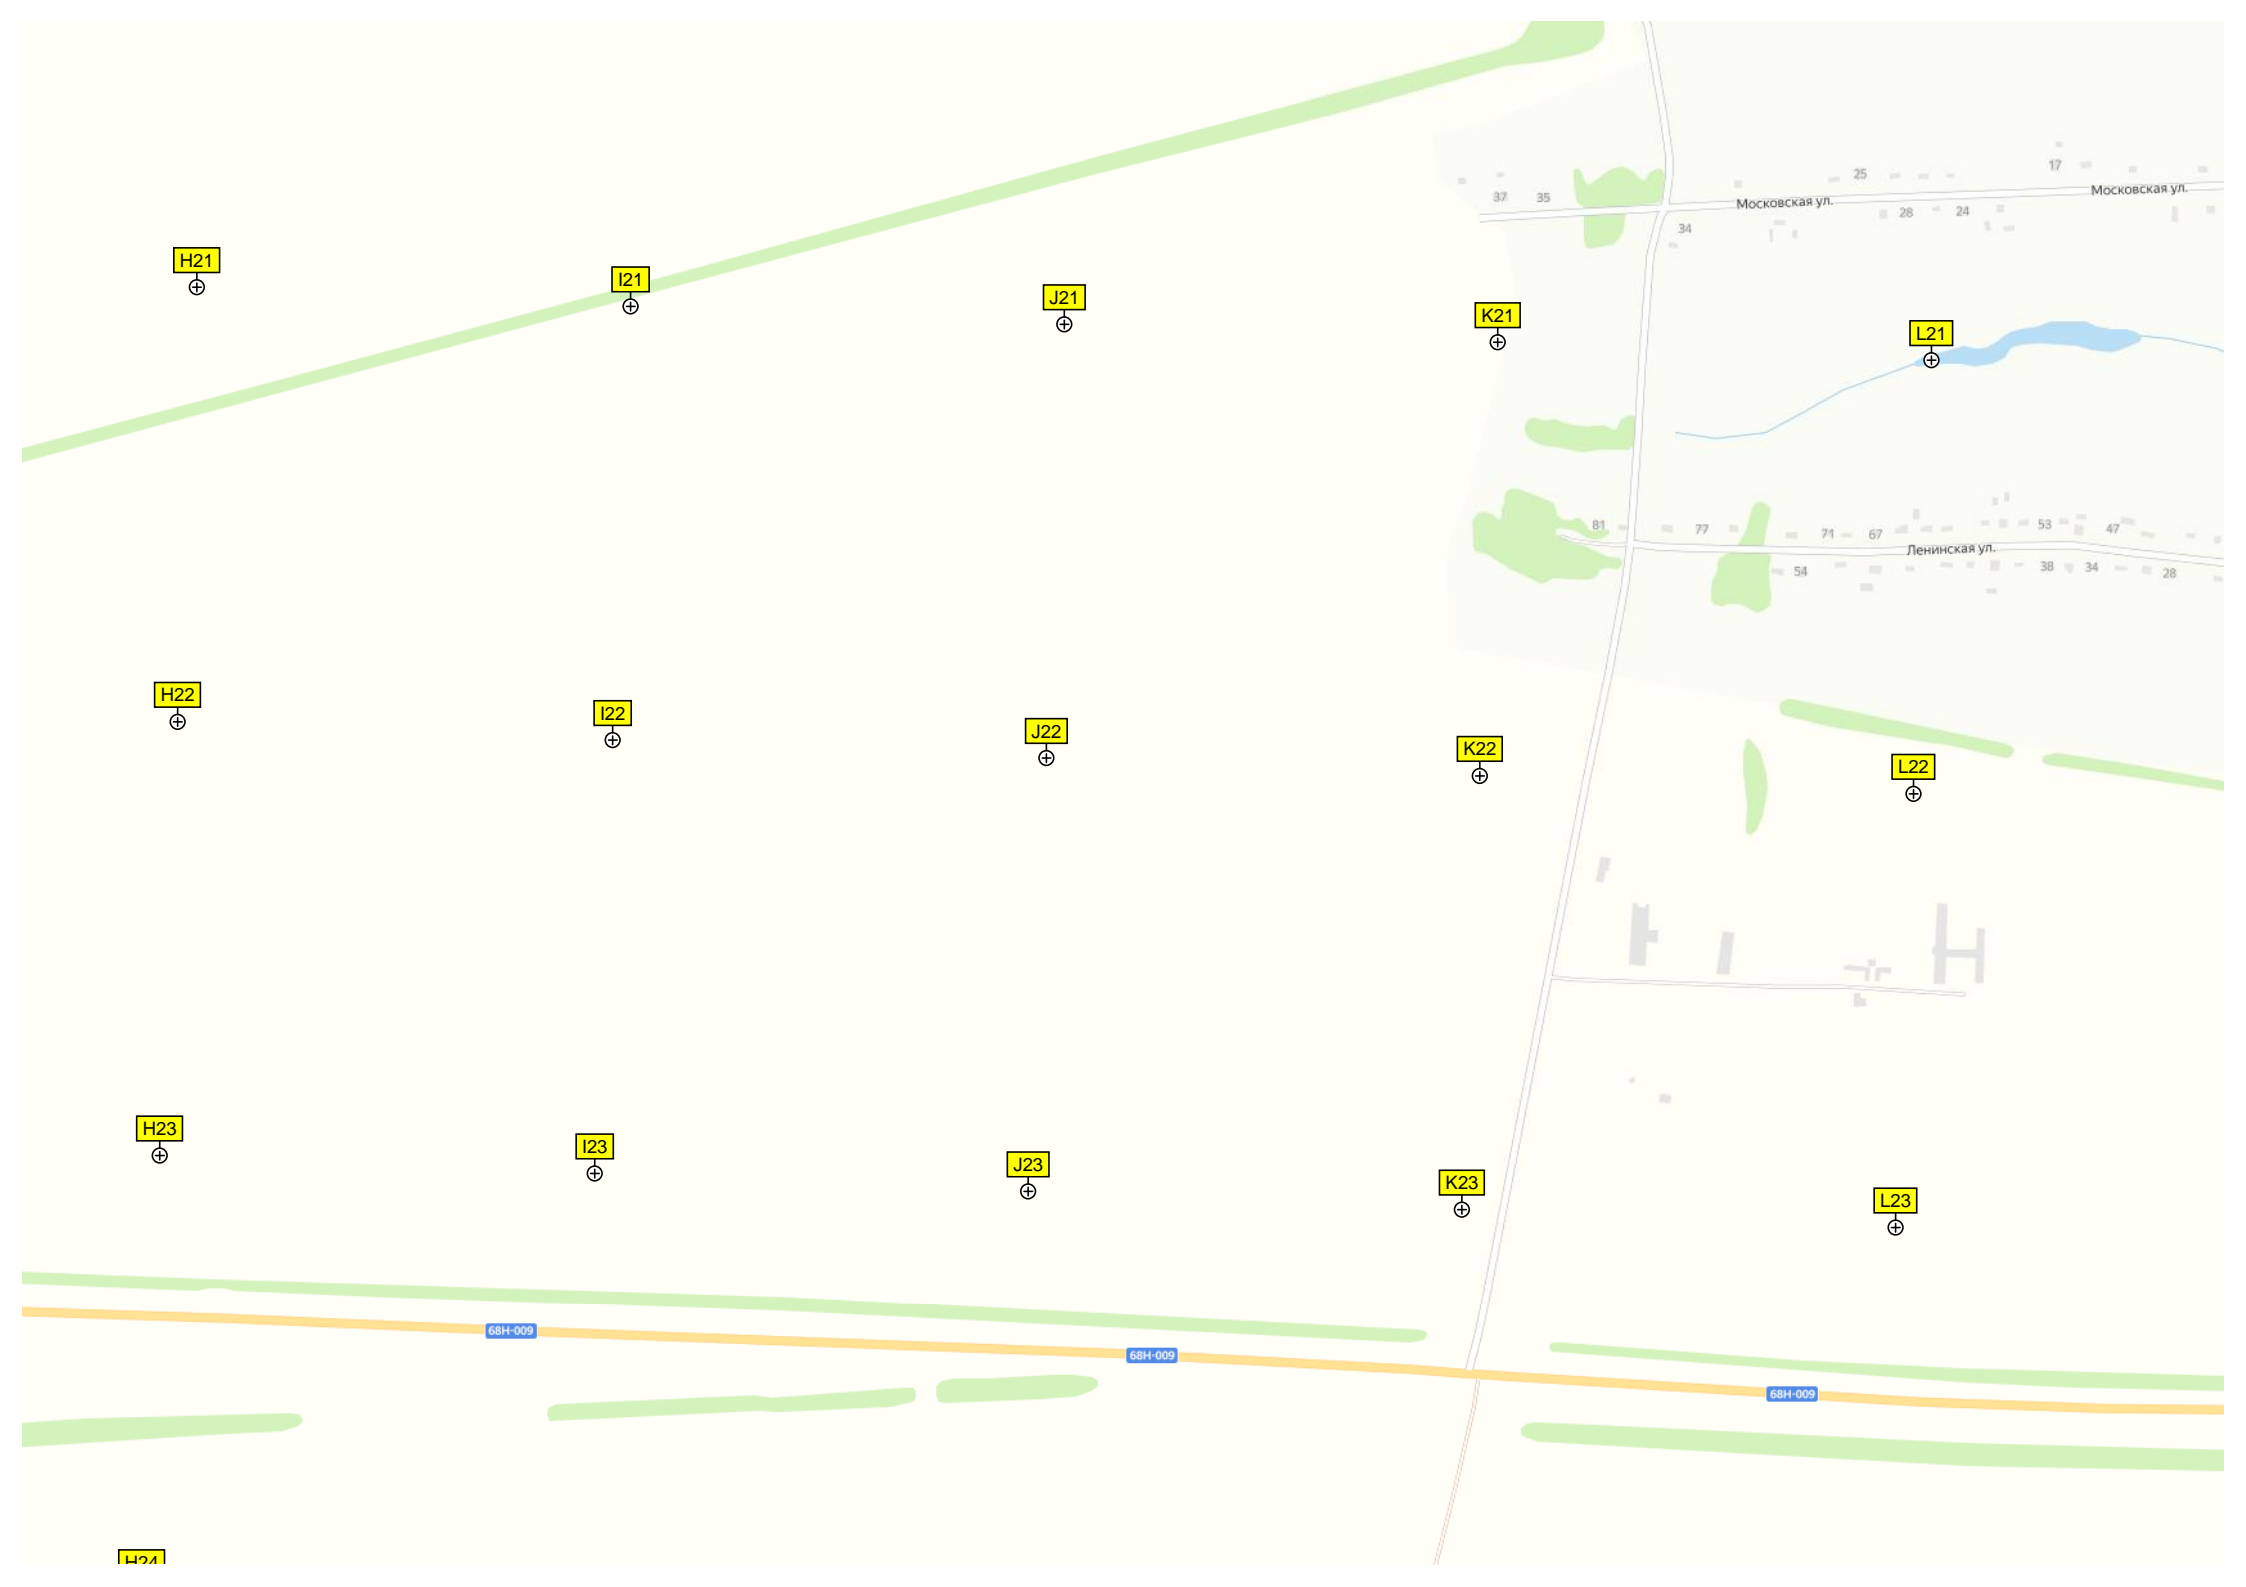 17
25
Московская ул.
37
35
Московская ул.
28
24
34
H21
I21
J21
K21
L21
81
77
71
67
53
47
Ленинская ул.
54
38
34
28
H22
I22
J22
K22
L22
H23
I23
J23
K23
L23
68Н-009
68Н-009
68Н-009
H24